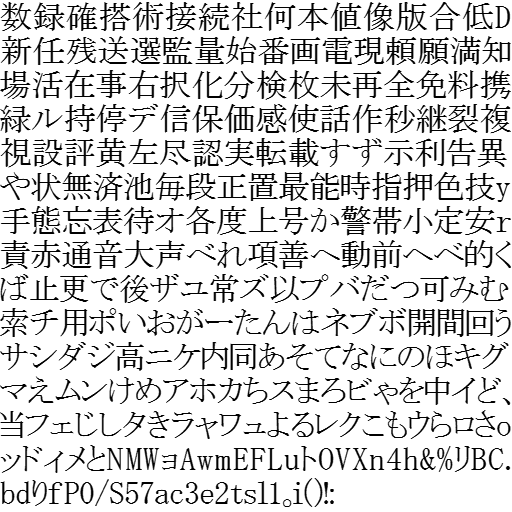 数録確搭術接続社何本値像版合低D
新任残送選監量始番画電現頼願満知
場活在事右択化分検枚未再全免料携
緑ル持停デ信保価感使話作秒継裂複
視設評黄左尽認実転載すず示利告異
や状無済池毎段正置最能時指押色技y
手態忘表待オ各度上号か警帯小定安r
責赤通音大声べれ項善へ動前ヘベ的く
ば止更で後ザユ常ズ以プバだつ可みむ
索チ用ポいおがーたんはネブボ開間回う
サシダジ高ニケ内同あそてなにのほキグ
マえムンけめアホカちスまろビゃを中イど、
当フェじしタきラャワュよるレクこもウらロさo
ッドィメとNMWョAwmEFLuトOVXn4h&%リBC.
bdりfP0/S57ac3e2tsl1。i()!: